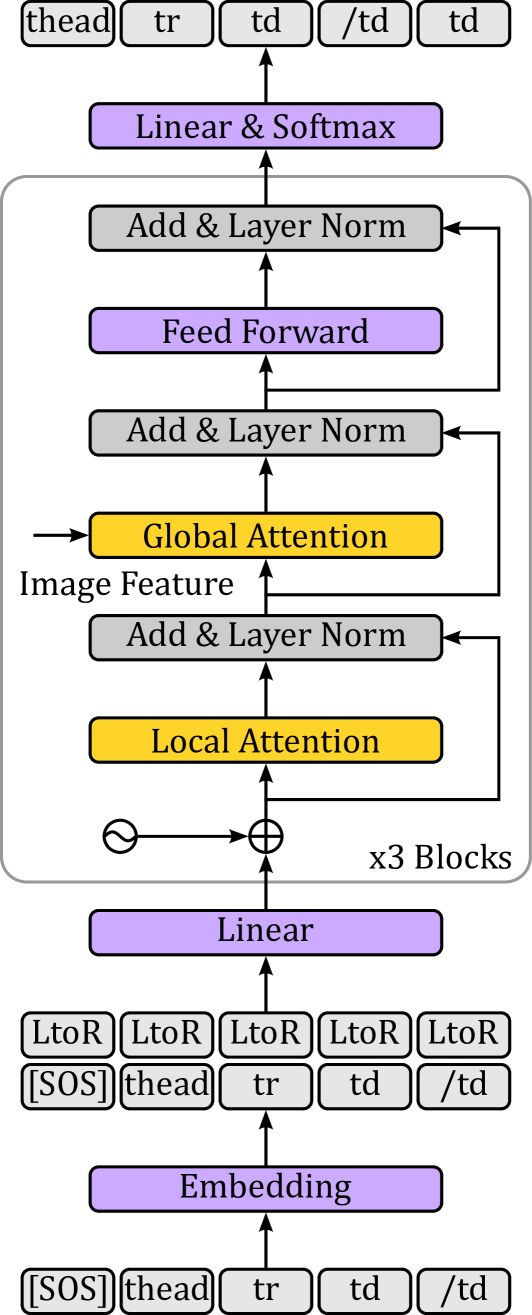 thead tr td /td td
Linear & Softmax
Add & Layer Norm
Feed Forward
Add & Layer Norm
Global Attention
Image Feature
Add & Layer Norm
Local Attention
x3 Blocks
Linear
LtoR LtoR LtoR LtoR LtoR
[SOS] thead tr td /td
Embedding
[SOS] thead tr td /td